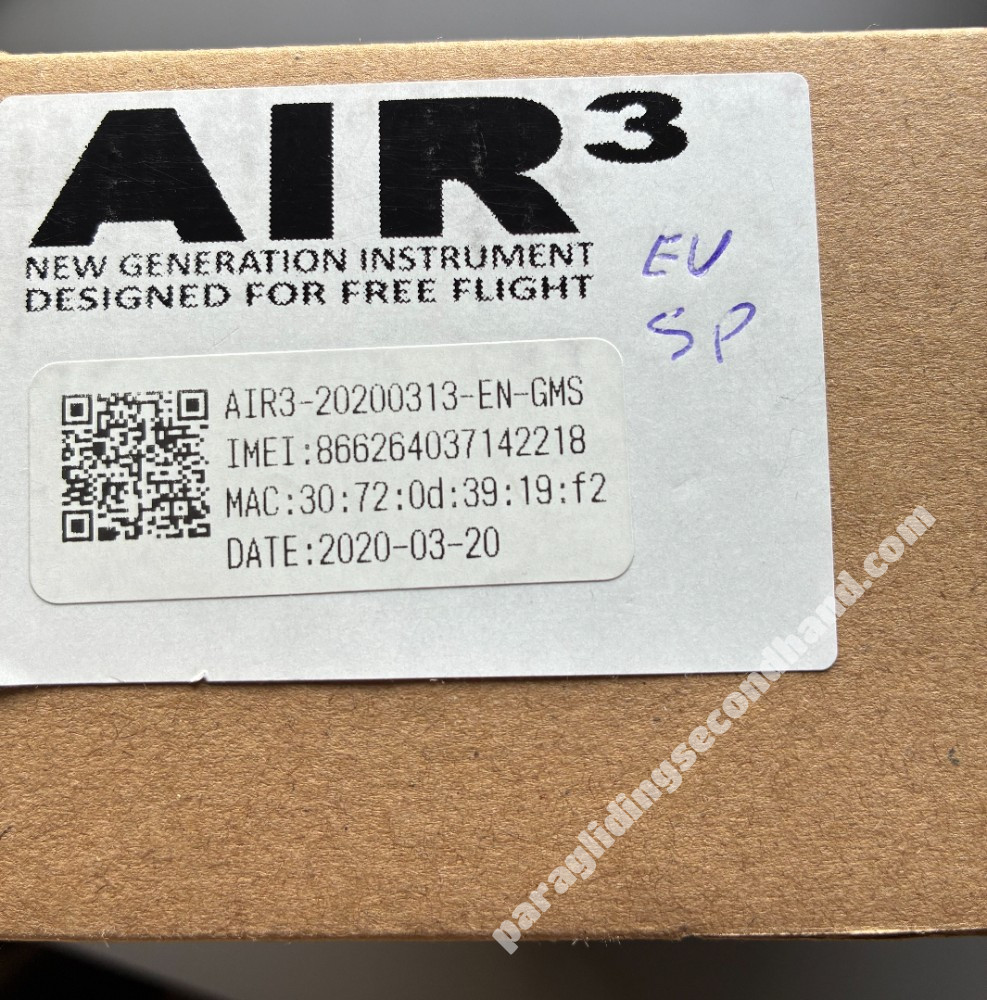 AIR³
NEW GENERATION INSTRUMENT
DESIGNED FOR FREE FLIGHT
EU
SP
AIR3-20200313-EN-GMS
IMEI:866264037142218
MAC:30:72:0d:39:19:f2
DATE:2020-03-20
paraglidingsecondhand.com